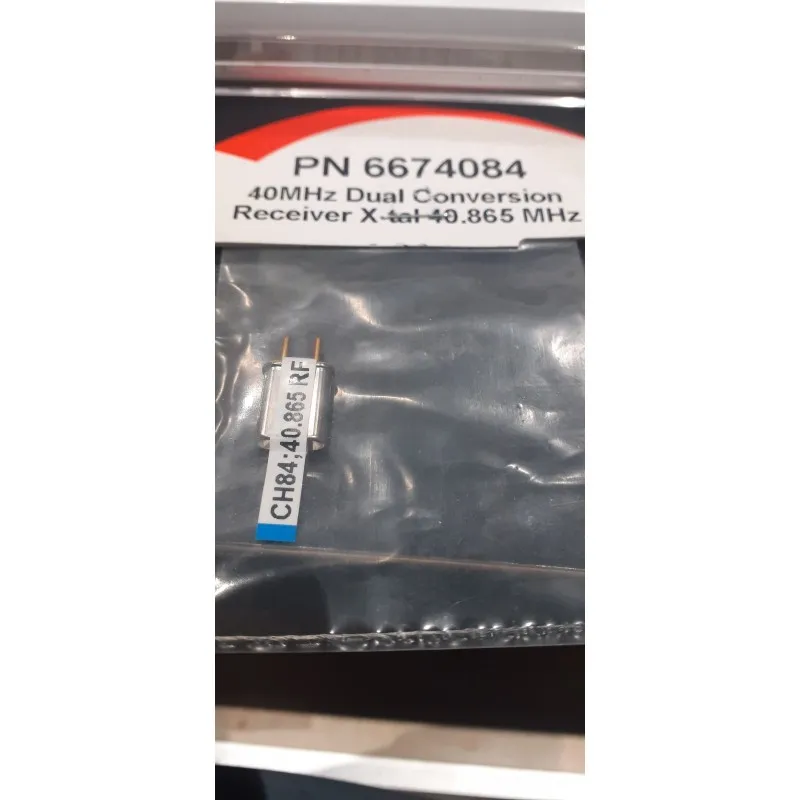 PN 6674084
40MHz Dual Conversion
Receiver X-tal 40.865 MHz
CH84;40.865 RF